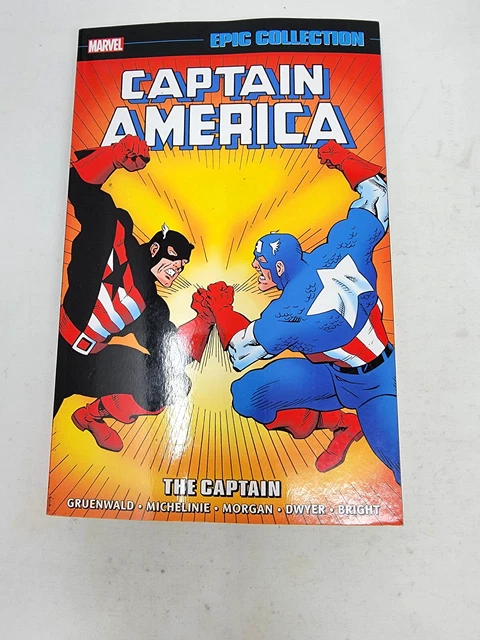 MARVEL
EPIC COLLECTION
CAPTAIN
AMERICA
THE CAPTAIN
GRUENWALD • MICHELINIE • MORGAN • DWYER • BRIGHT